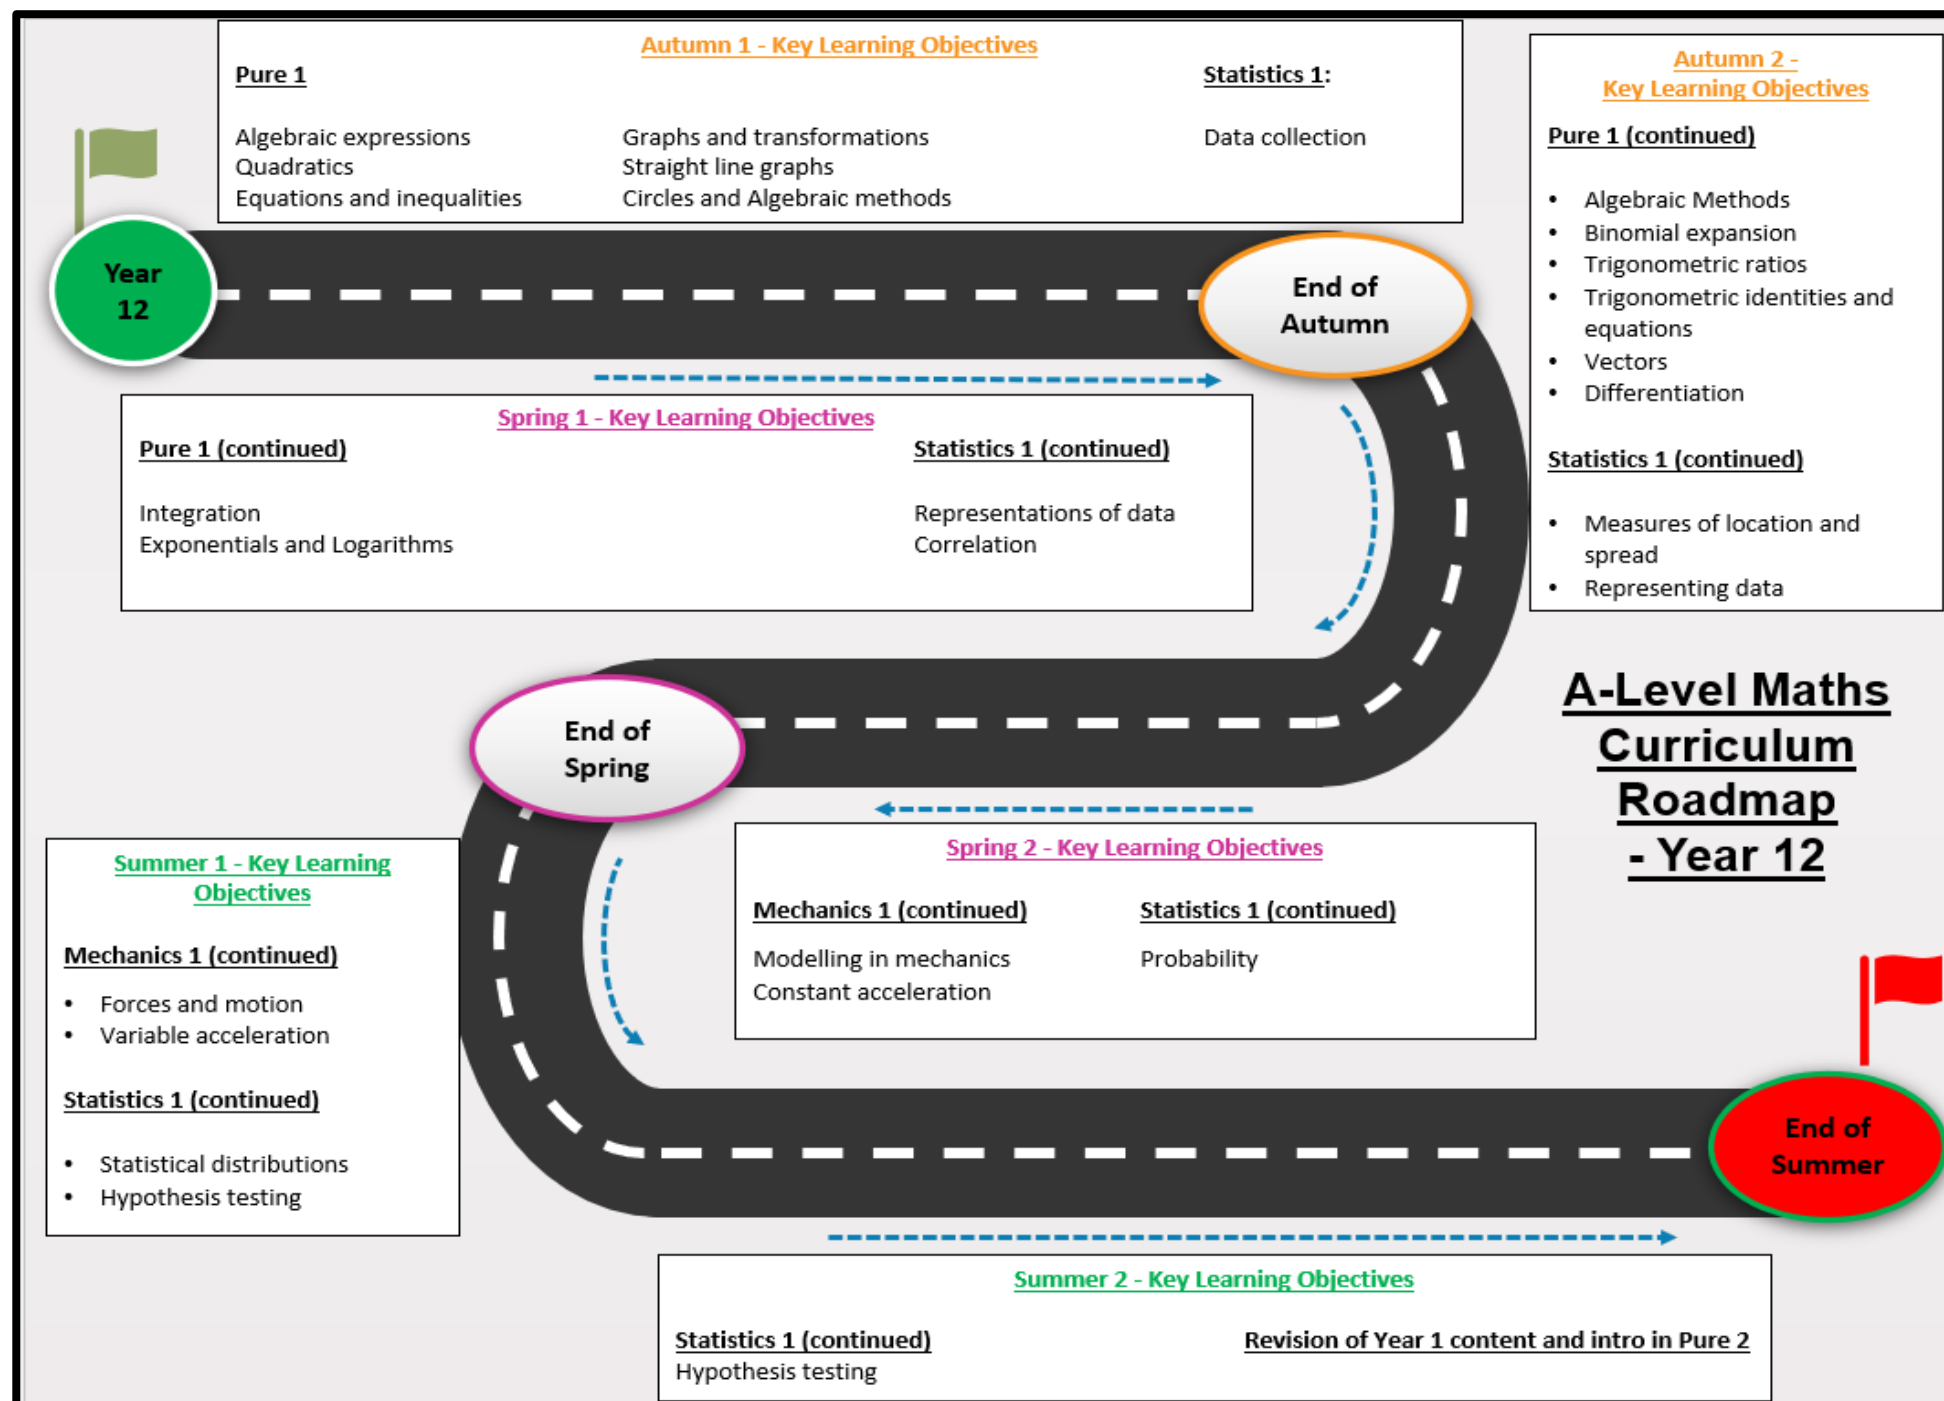 Autumn 1 - Key Learning Objectives
Pure 1
Statistics 1:
Algebraic expressions
Quadratics
Equations and inequalities
Graphs and transformations
Straight line graphs
Circles and Algebraic methods
Data collection
Autumn 2 -
Key Learning Objectives
Pure 1 (continued)
• Algebraic Methods
• Binomial expansion
• Trigonometric ratios
• Trigonometric identities and
equations
• Vectors
• Differentiation
Statistics 1 (continued)
• Measures of location and
spread
• Representing data
Year
12
End of
Autumn
Spring 1 - Key Learning Objectives
Pure 1 (continued)
Integration
Exponentials and Logarithms
Statistics 1 (continued)
Representations of data
Correlation
A-Level Maths
Curriculum
Roadmap
- Year 12
End of
Spring
Spring 2 - Key Learning Objectives
Mechanics 1 (continued)
Modelling in mechanics
Constant acceleration
Statistics 1 (continued)
Probability
Summer 1 - Key Learning
Objectives
Mechanics 1 (continued)
• Forces and motion
• Variable acceleration
Statistics 1 (continued)
• Statistical distributions
• Hypothesis testing
End of
Summer
Summer 2 - Key Learning Objectives
Statistics 1 (continued)
Hypothesis testing
Revision of Year 1 content and intro in Pure 2